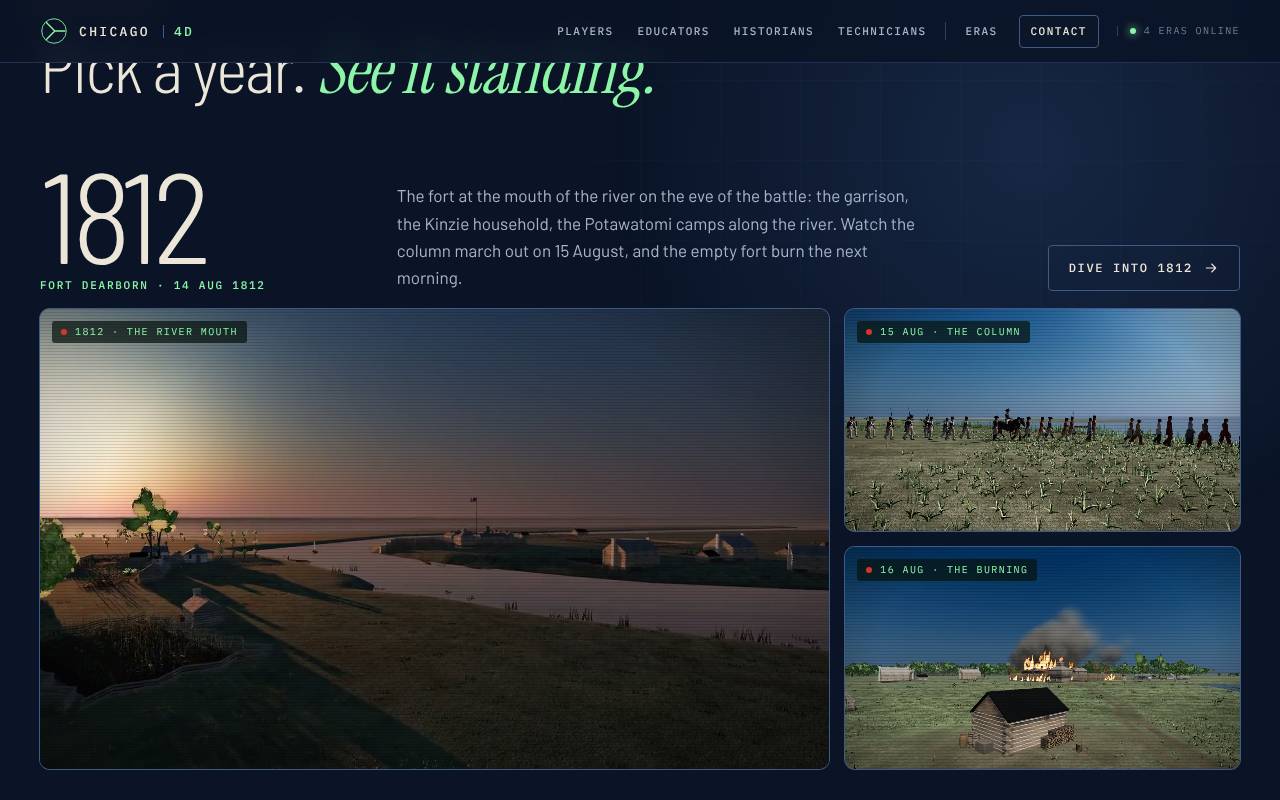 CHICAGO | 4D
PLAYERS
EDUCATORS
HISTORIANS
TECHNICIANS
ERAS
CONTACT
4 ERAS ONLINE
Pick a year. See it standing.
1812
FORT DEARBORN · 14 AUG 1812
The fort at the mouth of the river on the eve of the battle: the garrison,
the Kinzie household, the Potawatomi camps along the river. Watch the
column march out on 15 August, and the empty fort burn the next
morning.
DIVE INTO 1812 →
1812 · THE RIVER MOUTH
15 AUG · THE COLUMN
16 AUG · THE BURNING